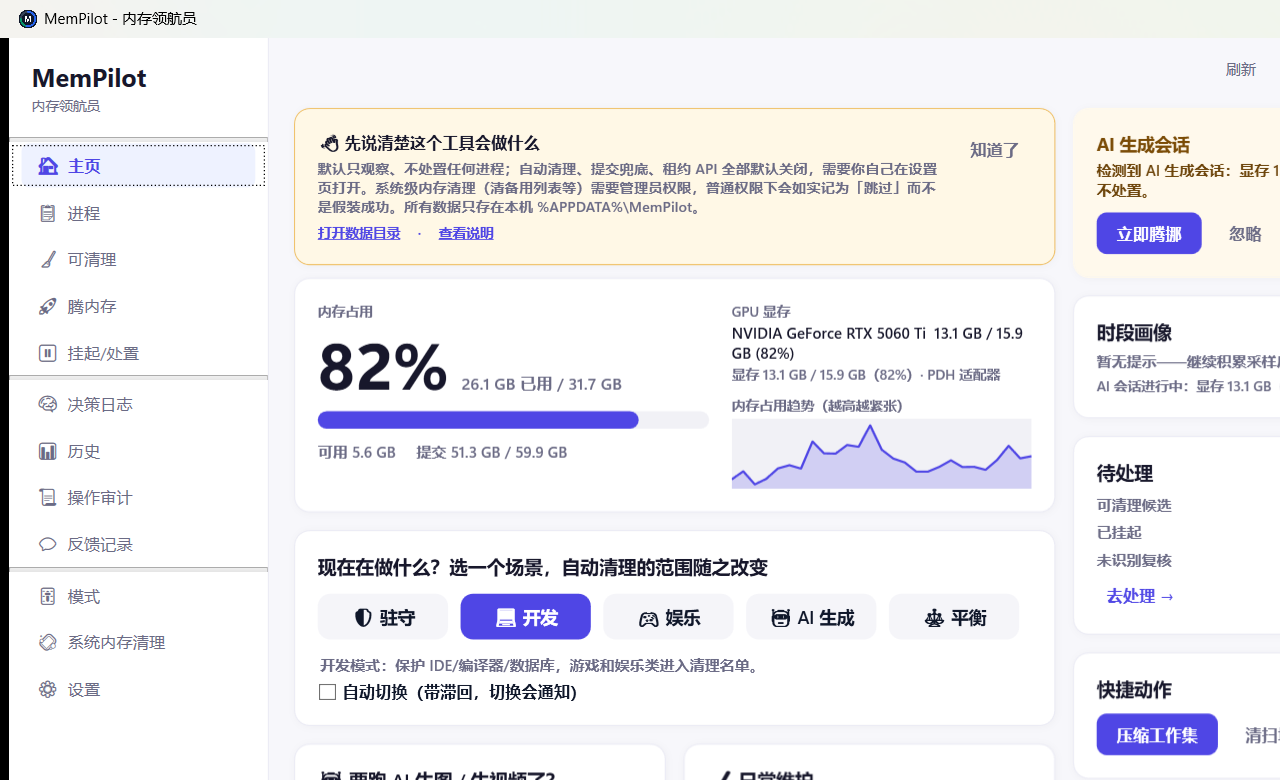 MemPilot - 内存领航员
MemPilot
内存领航员
主页
进程
可清理
腾内存
挂起/处置
决策日志
历史
操作审计
反馈记录
模式
系统内存清理
设置
刷新
先说清楚这个工具会做什么
知道了
默认只观察、不处置任何进程；自动清理、提交兜底、租约 API 全部默认关闭，需要你自己在设置
页打开。系统级内存清理（清备用列表等）需要管理员权限，普通权限下会如实记为「跳过」而不
是假装成功。所有数据只存在本机 %APPDATA%\MemPilot。
打开数据目录 · 查看说明
内存占用
82% 26.1 GB 已用 / 31.7 GB
可用 5.6 GB 提交 51.3 GB / 59.9 GB
GPU 显存
NVIDIA GeForce RTX 5060 Ti 13.1 GB / 15.9
GB (82%)
显存 13.1 GB / 15.9 GB（82%）· PDH 适配器
内存占用趋势（越高越紧张）
现在在做什么？选一个场景，自动清理的范围随之改变
驻守
开发
娱乐
AI 生成
平衡
开发模式：保护 IDE/编译器/数据库，游戏和娱乐类进入清理名单。
自动切换（带滞回，切换会通知）
要跑 AI 生图 / 生视频了？
日常维护
AI 生成会话
检测到 AI 生成会话：显存 1
不处置。
立即腾挪
忽略
时段画像
暂无提示——继续积累采样
AI 会话进行中：显存 13.1 GB
待处理
可清理候选
已挂起
未识别复核
去处理 →
快捷动作
压缩工作集
清扫